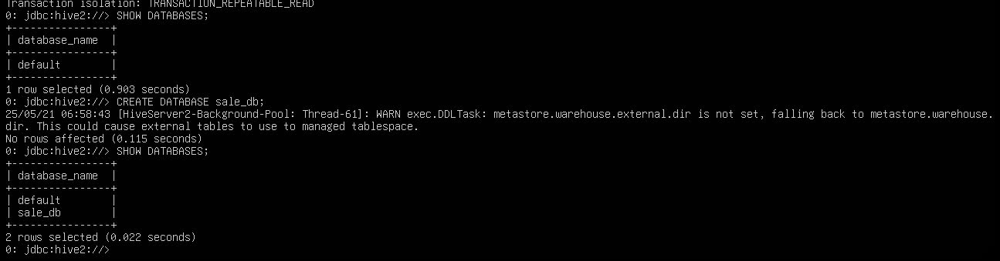 Transaction isolation: TRANSACTION_REPEATABLE_READ
0: jdbc:hive2://> SHOW DATABASES;
+----------------+
| database_name  |
+----------------+
| default        |
+----------------+
1 row selected (0.903 seconds)
0: jdbc:hive2://> CREATE DATABASE sale_db;
25/05/21 06:58:43 [HiveServer2-Background-Pool: Thread-61]: WARN exec.DDLTask: metastore.warehouse.external.dir is not set, falling back to metastore.warehouse.
dir. This could cause external tables to use to managed tablespace.
No rows affected (0.115 seconds)
0: jdbc:hive2://> SHOW DATABASES;
+----------------+
| database_name  |
+----------------+
| default        |
| sale_db        |
+----------------+
2 rows selected (0.022 seconds)
0: jdbc:hive2://>